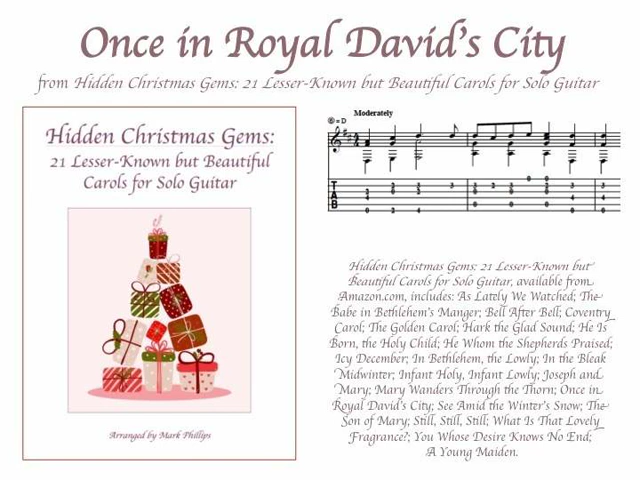 Once in Royal David's City
from Hidden Christmas Gems: 21 Lesser-Known but Beautiful Carols for Solo Guitar
Hidden Christmas Gems:
21 Lesser-Known but Beautiful
Carols for Solo Guitar
Arranged by Mark Phillips
Moderately
⑥ = D
T
A
B
Hidden Christmas Gems: 21 Lesser-Known but
Beautiful Carols for Solo Guitar, available from
Amazon.com, includes: As Lately We Watched; The
Babe in Bethlehem's Manger; Bell After Bell; Coventry
Carol; The Golden Carol; Hark the Glad Sound; He Is
Born, the Holy Child; He Whom the Shepherds Praised;
Icy December; In Bethlehem, the Lowly; In the Bleak
Midwinter; Infant Holy, Infant Lowly; Joseph and
Mary; Mary Wanders Through the Thorn; Once in
Royal David's City; See Amid the Winter's Snow; The
Son of Mary; Still, Still, Still; What Is That Lovely
Fragrance?; You Whose Desire Knows No End;
A Young Maiden.